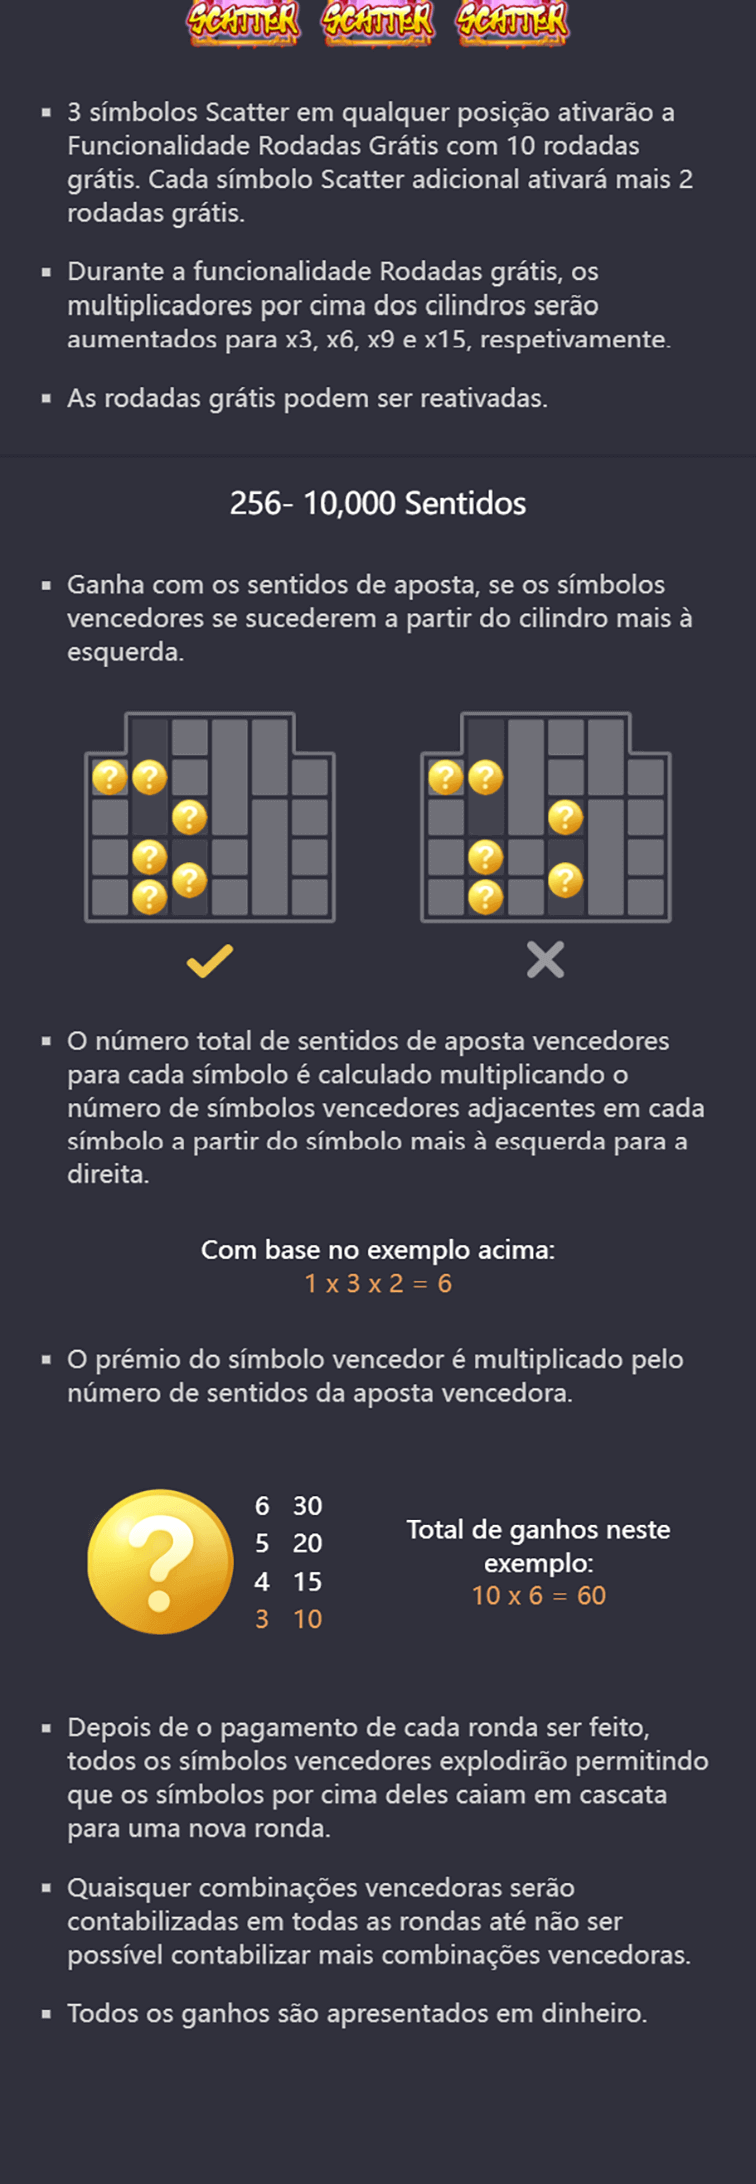 SCATTER SCATTER SCATTER
▪ 3 símbolos Scatter em qualquer posição ativarão a
Funcionalidade Rodadas Grátis com 10 rodadas
grátis. Cada símbolo Scatter adicional ativará mais 2
rodadas grátis.
▪ Durante a funcionalidade Rodadas grátis, os
multiplicadores por cima dos cilindros serão
aumentados para x3, x6, x9 e x15, respetivamente.
▪ As rodadas grátis podem ser reativadas.
256- 10,000 Sentidos
▪ Ganha com os sentidos de aposta, se os símbolos
vencedores se sucederem a partir do cilindro mais à
esquerda.
? ? ? ?
? ?
? ?
? ? ? ?
▪ O número total de sentidos de aposta vencedores
para cada símbolo é calculado multiplicando o
número de símbolos vencedores adjacentes em cada
símbolo a partir do símbolo mais à esquerda para a
direita.
Com base no exemplo acima:
1 x 3 x 2 = 6
▪ O prémio do símbolo vencedor é multiplicado pelo
número de sentidos da aposta vencedora.
?
6 30
5 20
4 15
3 10
Total de ganhos neste
exemplo:
10 x 6 = 60
▪ Depois de o pagamento de cada ronda ser feito,
todos os símbolos vencedores explodirão permitindo
que os símbolos por cima deles caiam em cascata
para uma nova ronda.
▪ Quaisquer combinações vencedoras serão
contabilizadas em todas as rondas até não ser
possível contabilizar mais combinações vencedoras.
▪ Todos os ganhos são apresentados em dinheiro.